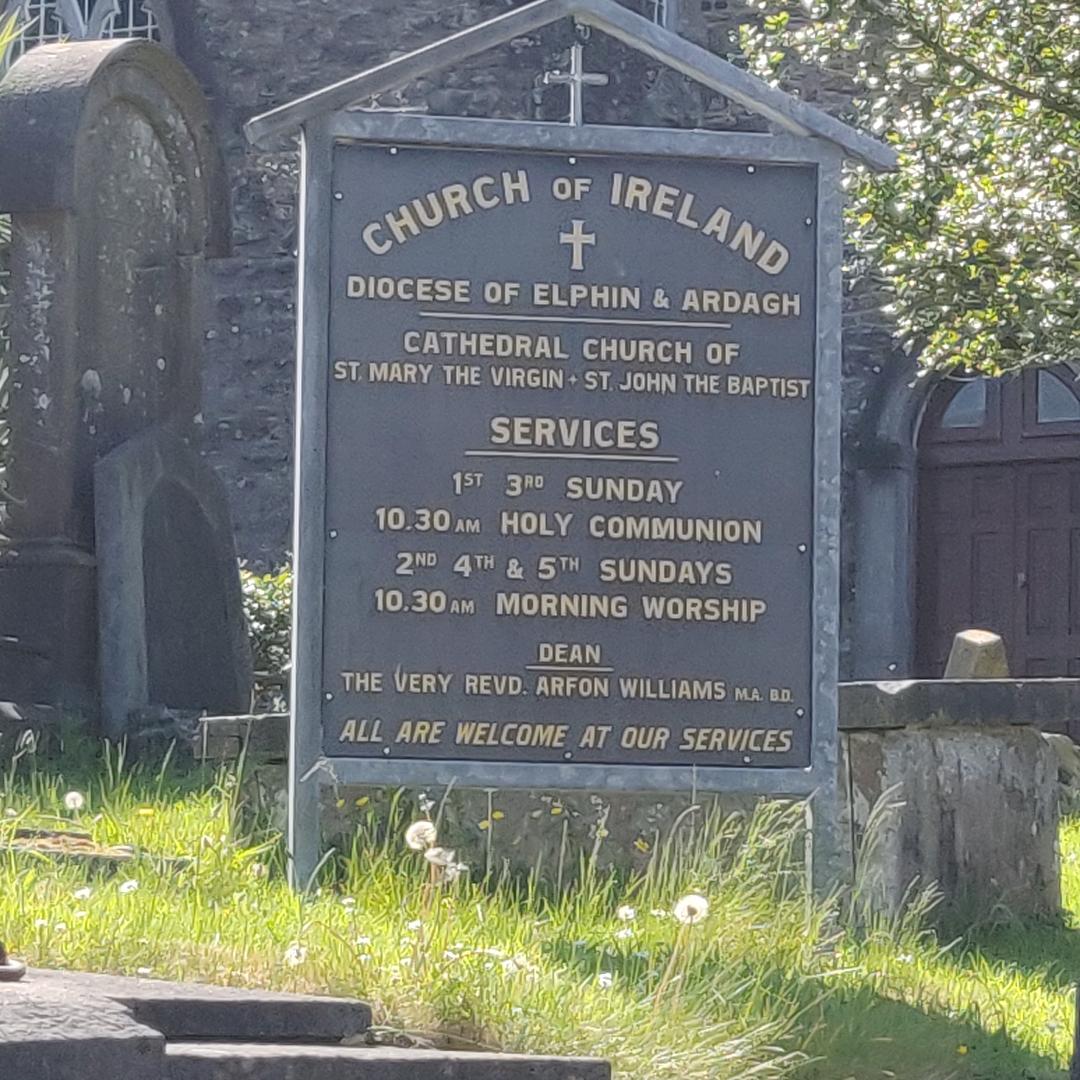 CHURCH OF IRELAND
DIOCESE OF ELPHIN & ARDAGH
CATHEDRAL CHURCH OF
ST. MARY THE VIRGIN + ST. JOHN THE BAPTIST
SERVICES
1ST 3RD SUNDAY
10.30 AM HOLY COMMUNION
2ND 4TH & 5TH SUNDAYS
10.30 AM MORNING WORSHIP
DEAN
THE VERY REVD. ARFON WILLIAMS M.A. B.D.
ALL ARE WELCOME AT OUR SERVICES